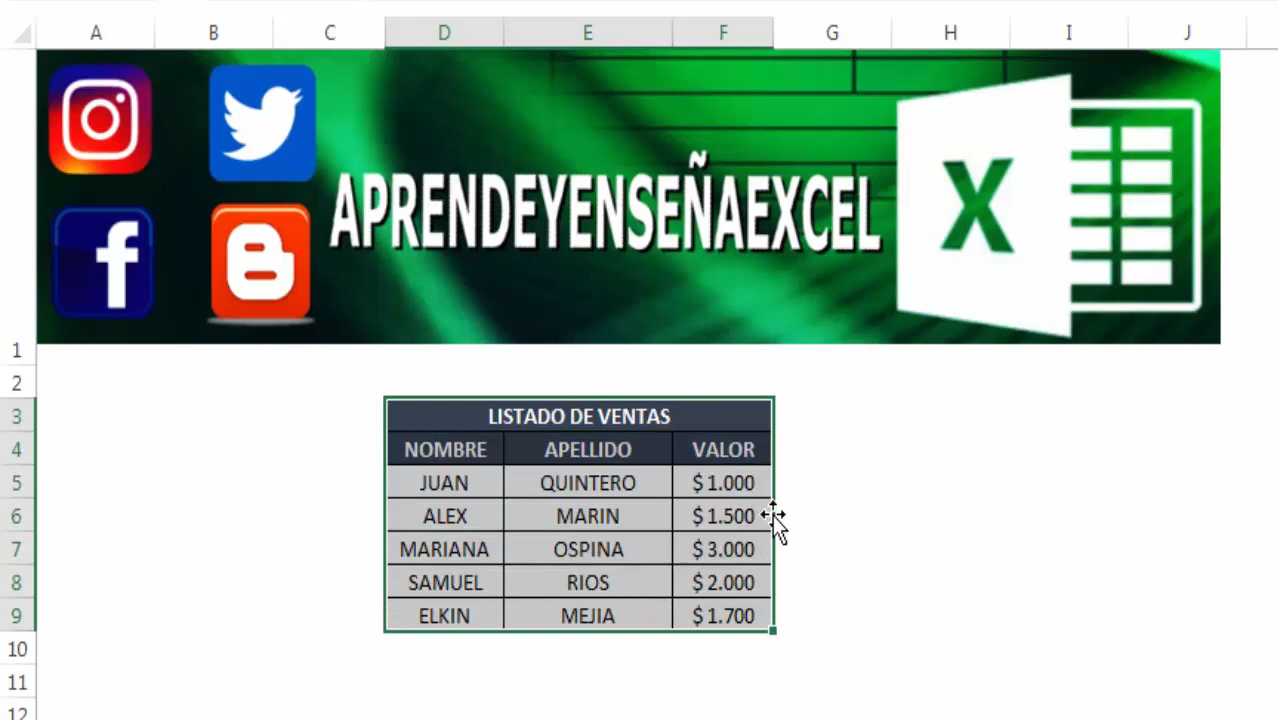 A B C D E F G H I J
APRENDEYENSEÑAEXCEL
X
1
2
3 LISTADO DE VENTAS
4 NOMBRE APELLIDO VALOR
5 JUAN QUINTERO $ 1.000
6 ALEX MARIN $ 1.500
7 MARIANA OSPINA $ 3.000
8 SAMUEL RIOS $ 2.000
9 ELKIN MEJIA $ 1.700
10
11
12